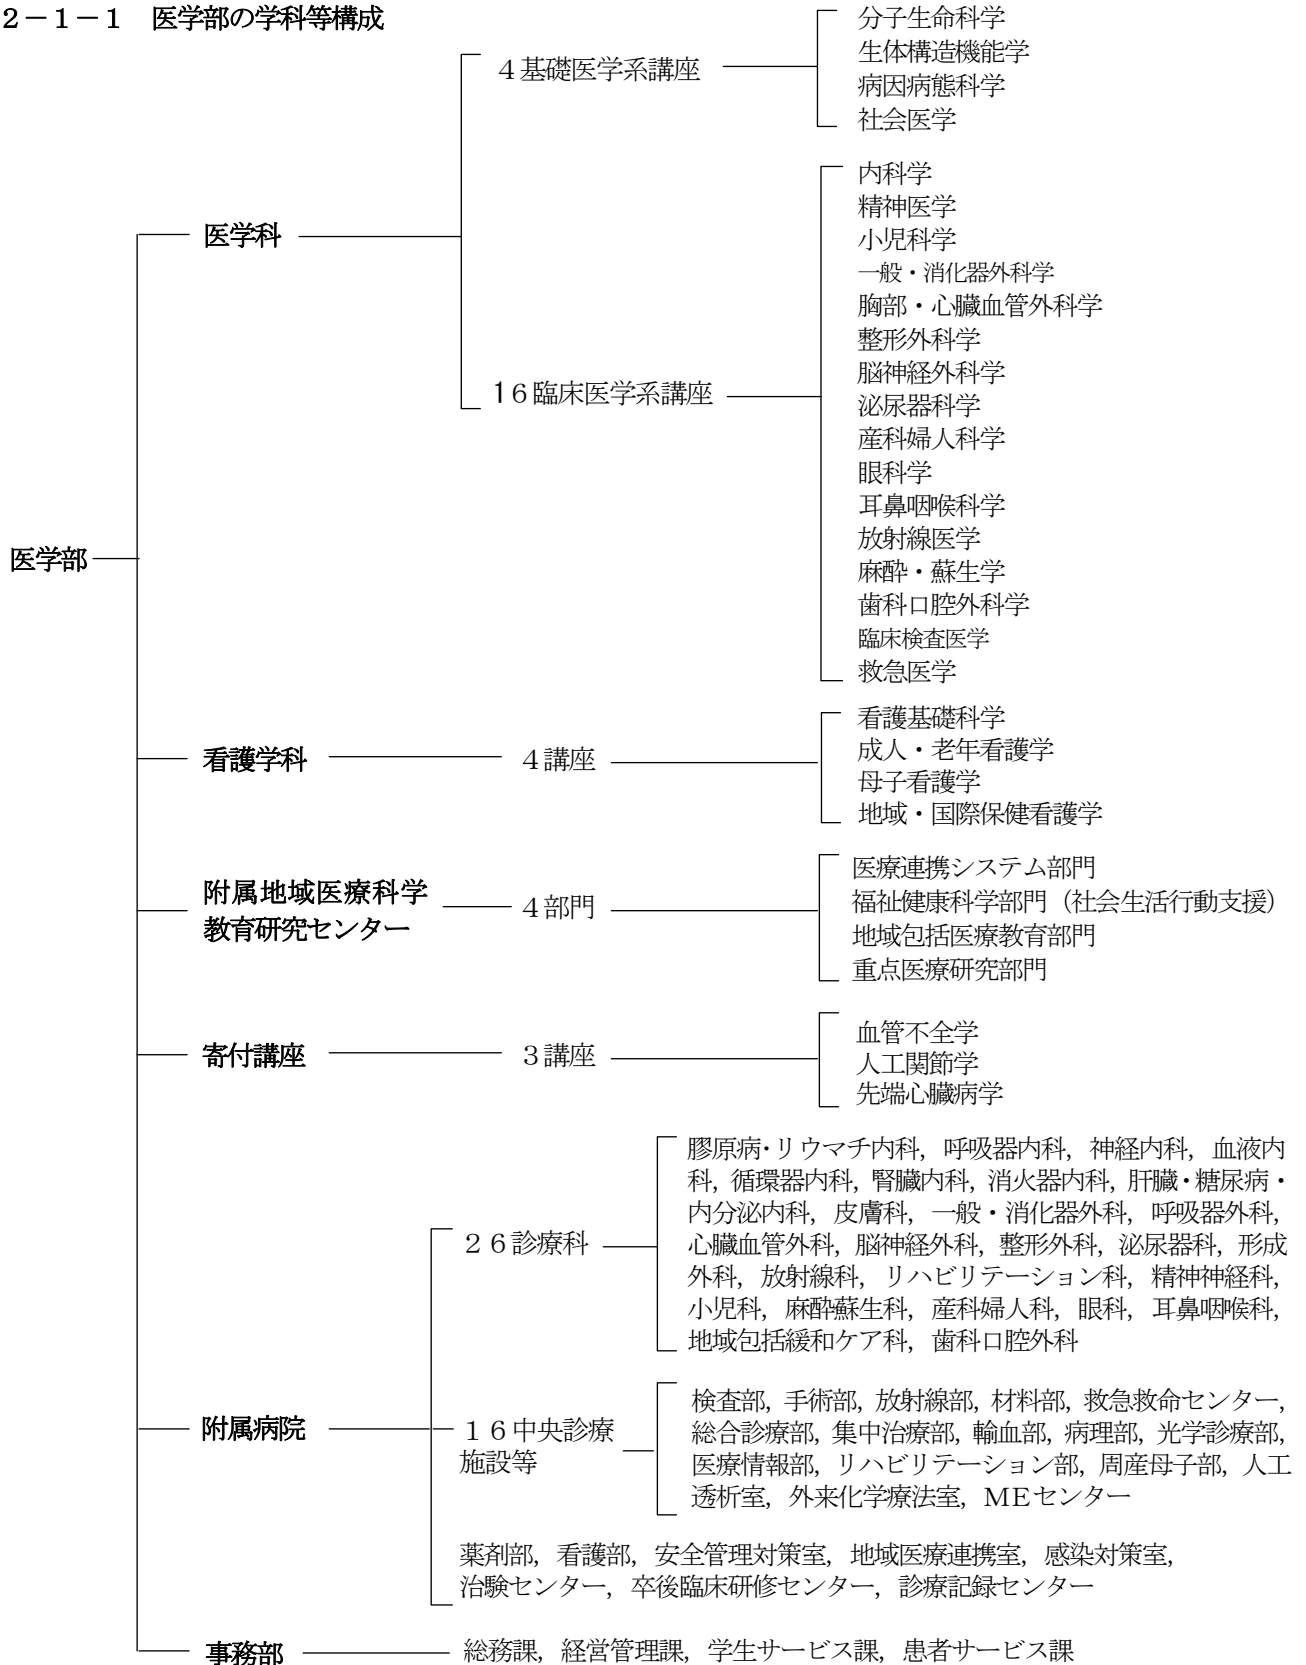 ２－１－１　医学部の学科等構成
医学部
医学科
４基礎医学系講座
分子生命科学
生体構造機能学
病因病態科学
社会医学
16臨床医学系講座
内科学
精神医学
小児科学
一般・消化器外科学
胸部・心臓血管外科学
整形外科学
脳神経外科学
泌尿器科学
産科婦人科学
眼科学
耳鼻咽喉科学
放射線医学
麻酔・蘇生学
歯科口腔外科学
臨床検査医学
救急医学
看護学科
４講座
看護基礎科学
成人・老年看護学
母子看護学
地域・国際保健看護学
附属地域医療科学
教育研究センター
４部門
医療連携システム部門
福祉健康科学部門（社会生活行動支援）
地域包括医療教育部門
重点医療研究部門
寄付講座
３講座
血管不全学
人工関節学
先端心臓病学
附属病院
２６診療科
膠原病・リウマチ内科，呼吸器内科，神経内科，血液内
科，循環器内科，腎臓内科，消火器内科，肝臓・糖尿病・
内分泌内科，皮膚科，一般・消化器外科，呼吸器外科，
心臓血管外科，脳神経外科，整形外科，泌尿器科，形成
外科，放射線科，リハビリテーション科，精神神経科，
小児科，麻酔蘇生科，産科婦人科，眼科，耳鼻咽喉科，
地域包括緩和ケア科，歯科口腔外科
１６中央診療
施設等
検査部，手術部，放射線部，材料部，救急救命センター，
総合診療部，集中治療部，輸血部，病理部，光学診療部，
医療情報部，リハビリテーション部，周産母子部，人工
透析室，外来化学療法室，ＭＥセンター
薬剤部，看護部，安全管理対策室，地域医療連携室，感染対策室，
治験センター，卒後臨床研修センター，診療記録センター
事務部
総務課，経営管理課，学生サービス課，患者サービス課